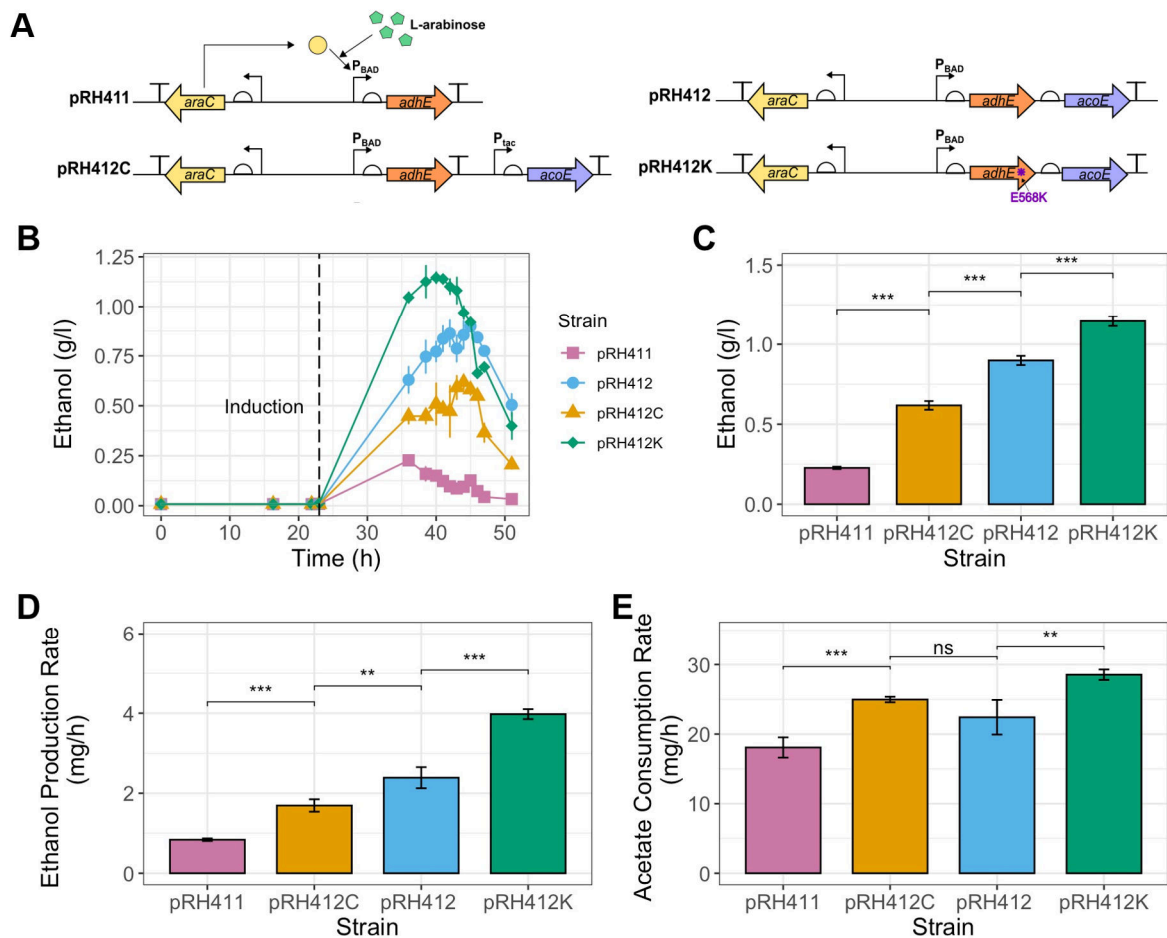 A
L-arabinose
PBAD
pRH411
araC
adhE
PBAD
Ptac
pRH412C
araC
adhE
acoE
PBAD
pRH412
araC
adhE
acoE
PBAD
pRH412K
araC
adhE
acoE
E568K
B
Ethanol (g/l)
1.25
1.00
0.75
0.50
0.25
0.00
Induction
0 10 20 30 40 50
Time (h)
Strain
pRH411
pRH412
pRH412C
pRH412K
C
Ethanol (g/l)
1.5
1.0
0.5
0.0
***
***
***
pRH411 pRH412C pRH412 pRH412K
Strain
D
Ethanol Production Rate
(mg/h)
6
4
2
0
***
**
***
pRH411 pRH412C pRH412 pRH412K
Strain
E
Acetate Consumption Rate
(mg/h)
30
20
10
0
***
ns
**
pRH411 pRH412C pRH412 pRH412K
Strain